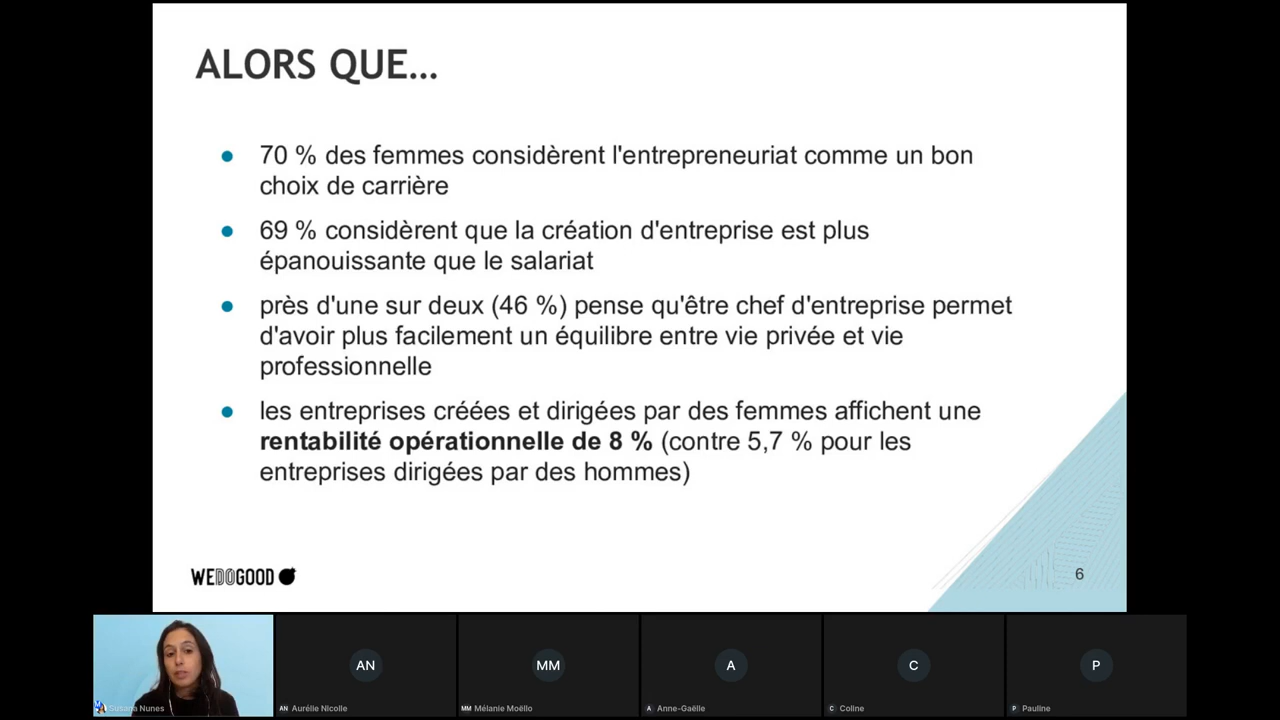 ALORS QUE...
70 % des femmes considèrent l'entrepreneuriat comme un bon
choix de carrière
69 % considèrent que la création d'entreprise est plus
épanouissante que le salariat
près d'une sur deux (46 %) pense qu'être chef d'entreprise permet
d'avoir plus facilement un équilibre entre vie privée et vie
professionnelle
les entreprises créées et dirigées par des femmes affichent une
rentabilité opérationnelle de 8 % (contre 5,7 % pour les
entreprises dirigées par des hommes)
WEDOGOOD
6
AN
MM
A
C
P
Susana Nunes
AN Aurélie Nicolle
MM Mélanie Moëllo
A Anne-Gaëlle
C Coline
P Pauline